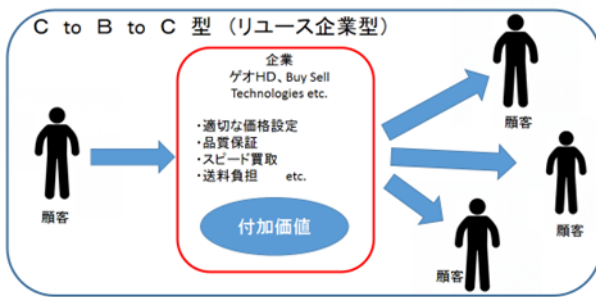 C to B to C 型 (リユース企業型)
企業
ゲオHD、Buy Sell
Technologies etc.
・適切な価格設定
・品質保証
・スピード買取
・送料負担 etc.
付加価値
顧客
顧客
顧客
顧客